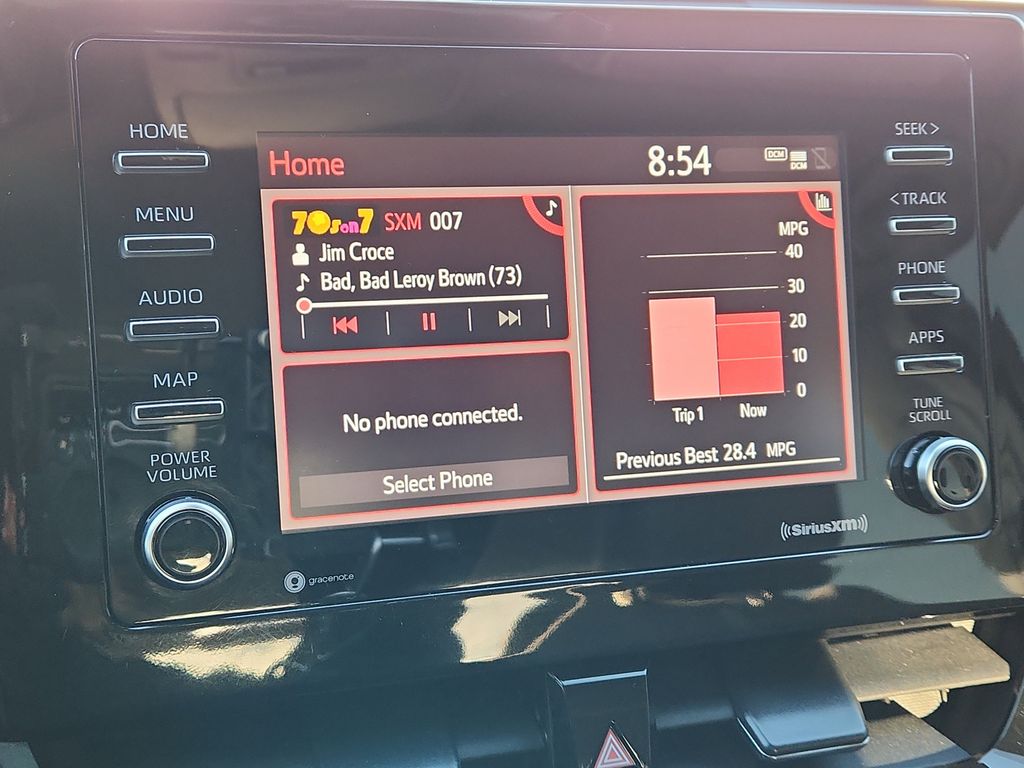 HOME
MENU
AUDIO
MAP
POWER
VOLUME
Home
8:54
DCM
DCM
70s on 7 SXM 007
Jim Croce
Bad, Bad Leroy Brown (73)
No phone connected.
Select Phone
MPG
40
30
20
10
0
Trip 1
Now
Previous Best 28.4 MPG
SEEK >
< TRACK
PHONE
APPS
TUNE
SCROLL
gracenote
((SiriusXM))